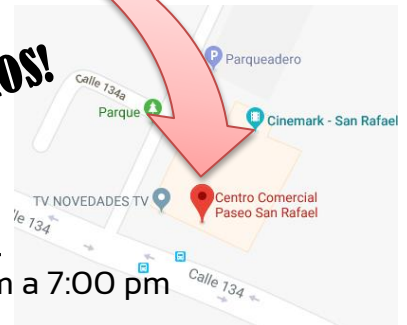 OS!
Parqueadero
Calle 134a
Parque
Cinemark - San Rafael
TV NOVEDADES TV
Centro Comercial
Paseo San Rafael
le 134
m a 7:00 pm
Calle 134